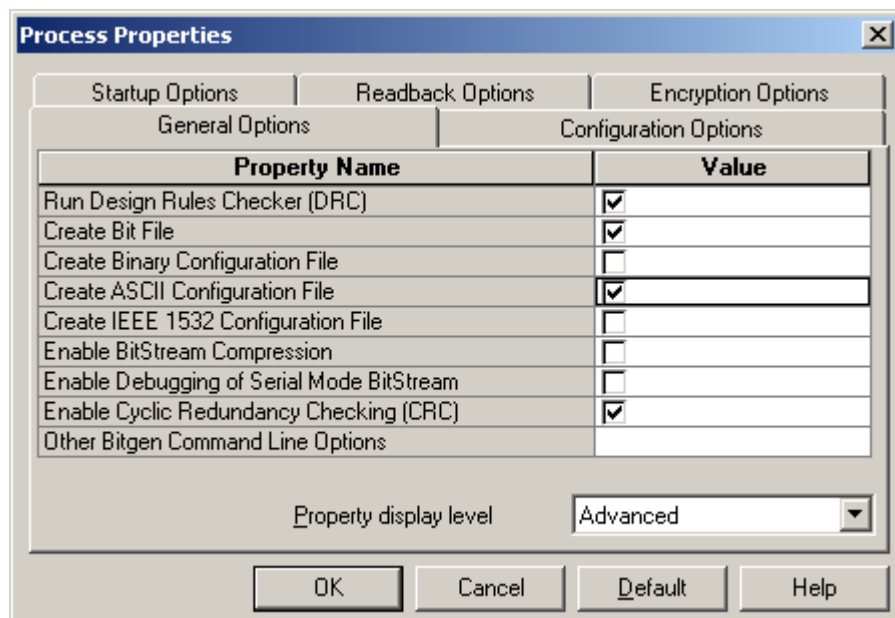 Process Properties
Startup Options Readback Options Encryption Options
General Options Configuration Options
Property Name Value
Run Design Rules Checker (DRC)
Create Bit File
Create Binary Configuration File
Create ASCII Configuration File
Create IEEE 1532 Configuration File
Enable BitStream Compression
Enable Debugging of Serial Mode BitStream
Enable Cyclic Redundancy Checking (CRC)
Other Bitgen Command Line Options
Property display level Advanced
OK Cancel Default Help